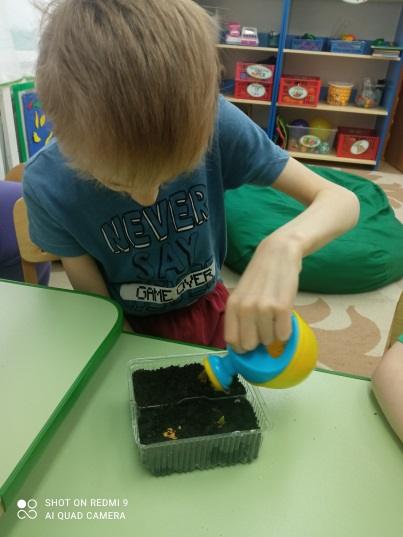 NEVER
SAY
GAME OVER
SHOT ON REDMI 9
AI QUAD CAMERA